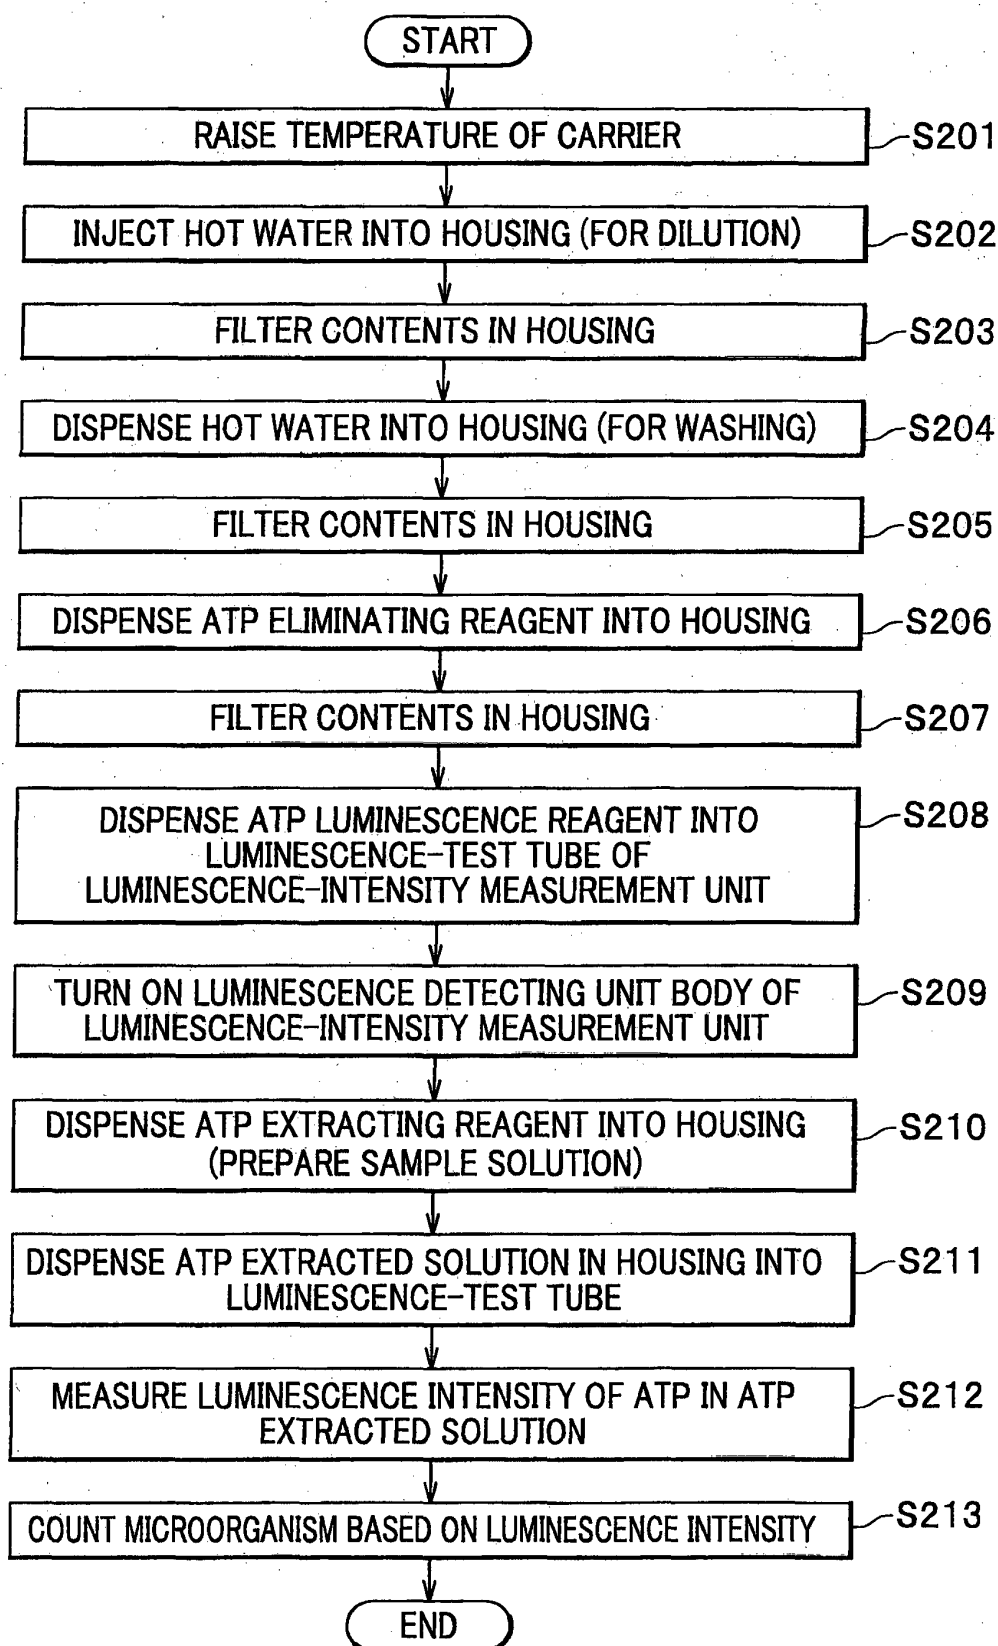 START
RAISE TEMPERATURE OF CARRIER
S201
INJECT HOT WATER INTO HOUSING (FOR DILUTION)
S202
FILTER CONTENTS IN HOUSING
S203
DISPENSE HOT WATER INTO HOUSING (FOR WASHING)
S204
FILTER CONTENTS IN HOUSING
S205
DISPENSE ATP ELIMINATING REAGENT INTO HOUSING
S206
FILTER CONTENTS IN HOUSING
S207
DISPENSE ATP LUMINESCENCE REAGENT INTO
LUMINESCENCE-TEST TUBE OF
LUMINESCENCE-INTENSITY MEASUREMENT UNIT
S208
TURN ON LUMINESCENCE DETECTING UNIT BODY OF
LUMINESCENCE-INTENSITY MEASUREMENT UNIT
S209
DISPENSE ATP EXTRACTING REAGENT INTO HOUSING
(PREPARE SAMPLE SOLUTION)
S210
DISPENSE ATP EXTRACTED SOLUTION IN HOUSING INTO
LUMINESCENCE-TEST TUBE
S211
MEASURE LUMINESCENCE INTENSITY OF ATP IN ATP
EXTRACTED SOLUTION
S212
COUNT MICROORGANISM BASED ON LUMINESCENCE INTENSITY
S213
END